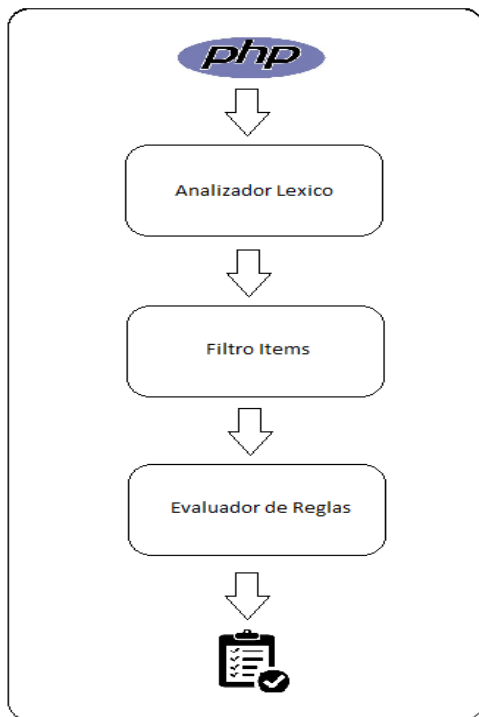 php
Analizador Lexico
Filtro Items
Evaluador de Reglas